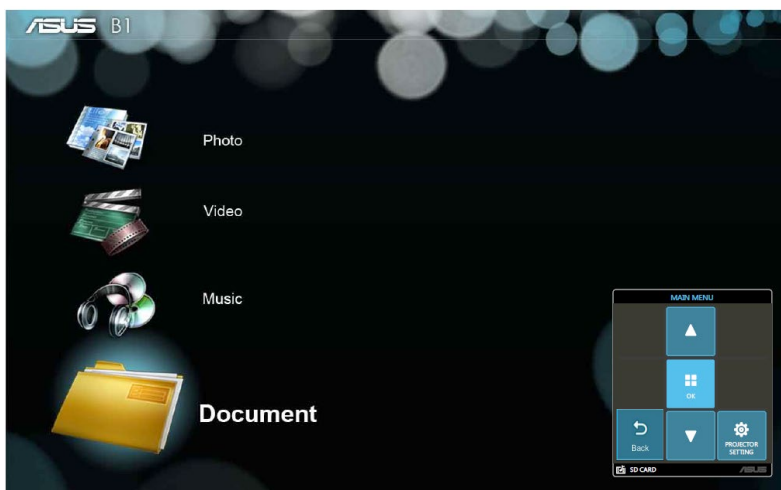 ASUS B1
Photo
Video
Music
Document
MAIN MENU
OK
Back
PROJECTOR
SETTING
SD CARD
ASUS